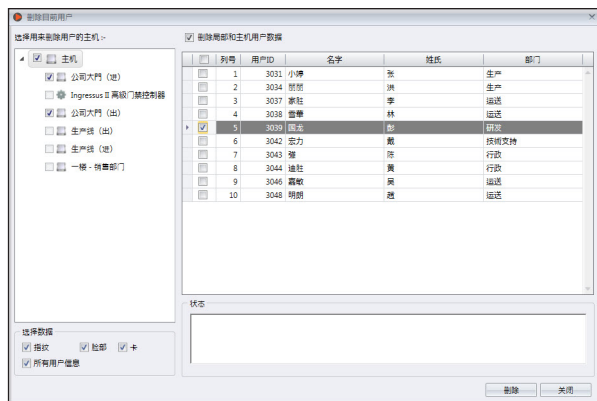 删除目前用户
选择用来删除用户的主机 :-
删除局部和主机用户数据
主机
公司大門（进）
Ingressus II 高級门禁控制器
公司大門（出）
生产线（出）
生产线（进）
一楼 - 销售部门
列号 用户ID 名字 姓氏 部门
1 3031 小婷 张 生产
2 3034 丽丽 洪 生产
3 3037 家胜 李 运送
4 3038 雪華 林 运送
5 3039 国龙 彭 研发
6 3042 宏力 戴 技術支持
7 3043 强 陈 行政
8 3044 迪胜 黄 行政
9 3046 嘉敏 吴 运送
10 3048 明朗 趙 运送
状态
选择数据
指纹 脸部 卡
所有用户信息
删除 关闭